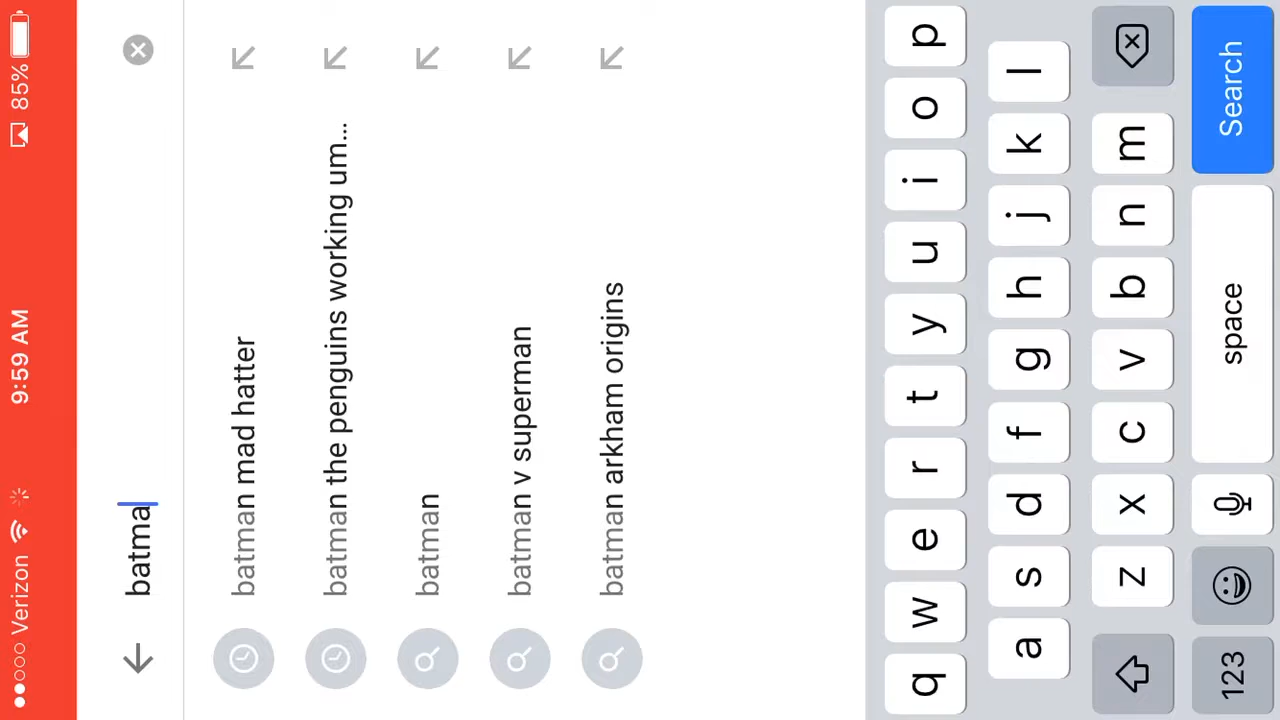 Verizon 9:59 AM 85%
batma
batman mad hatter
batman the penguins working um...
batman
batman v superman
batman arkham origins
q w e r t y u i o p
a s d f g h j k l
z x c v b n m
123 space Search